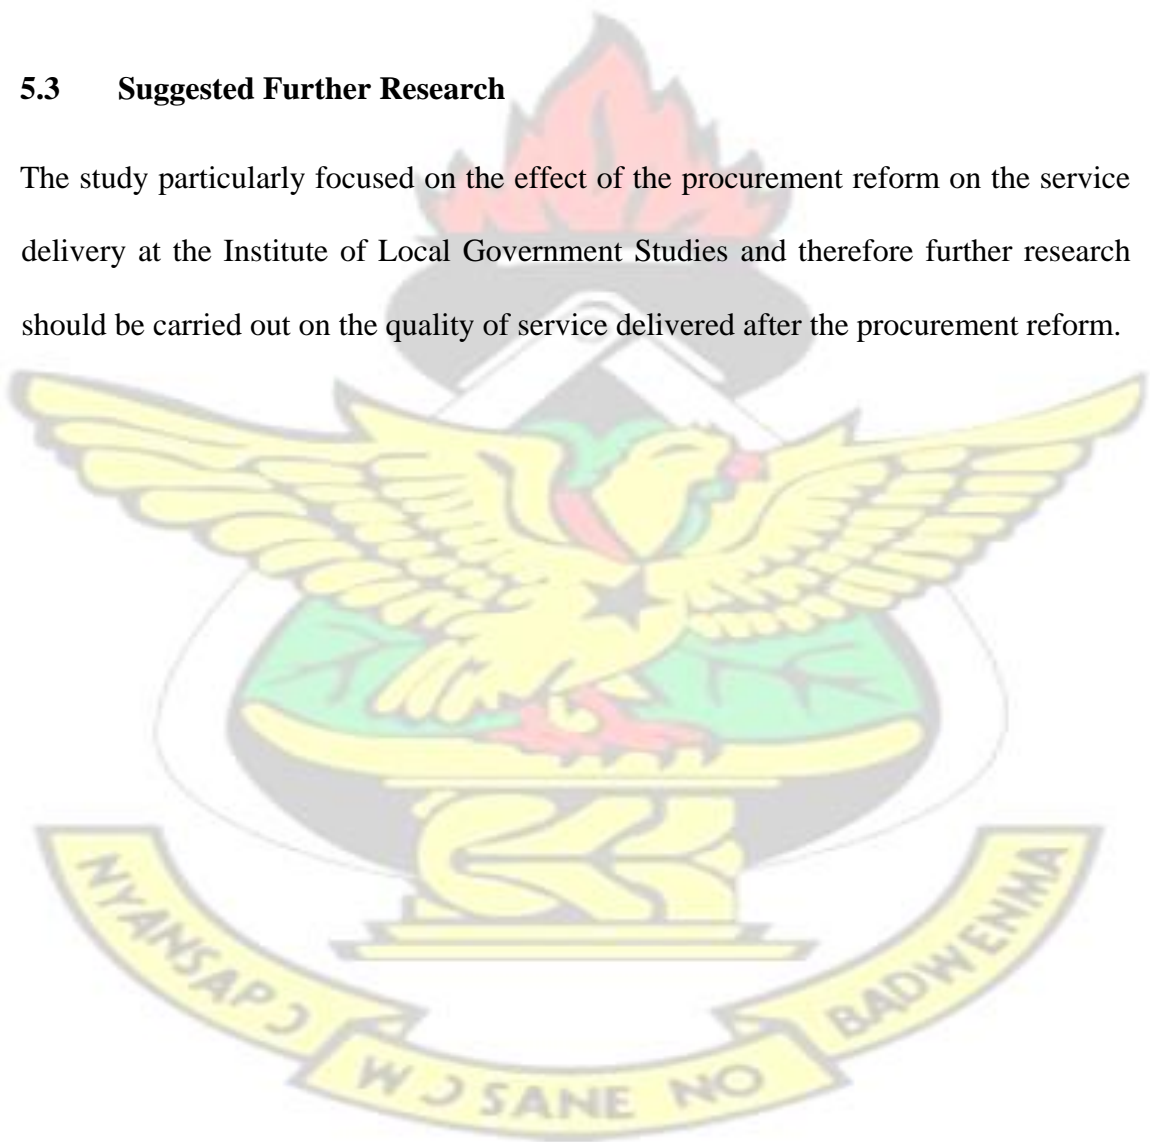 5.3 Suggested Further Research
The study particularly focused on the effect of the procurement reform on the service
delivery at the Institute of Local Government Studies and therefore further research
should be carried out on the quality of service delivered after the procurement reform.
NYANSAPƆ
WƆSANE NO
BADWENMA